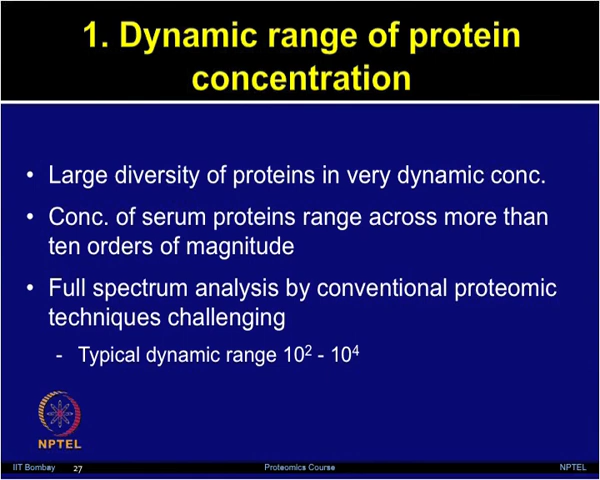 1. Dynamic range of protein
concentration
• Large diversity of proteins in very dynamic conc.
• Conc. of serum proteins range across more than
ten orders of magnitude
• Full spectrum analysis by conventional proteomic
techniques challenging
- Typical dynamic range 10² - 10⁴
NPTEL
IIT Bombay 27 Proteomics Course NPTEL